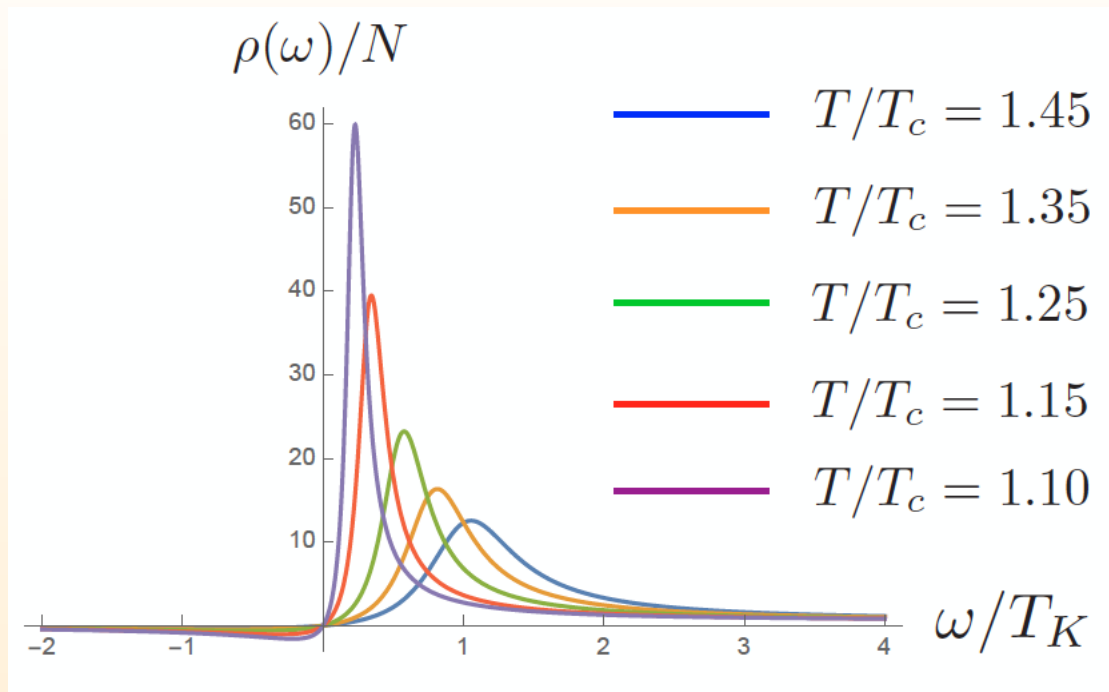 ρ(ω)/N
60
50
40
30
20
10
−2
−1
1
2
3
4
ω/T_K
T/T_c = 1.45
T/T_c = 1.35
T/T_c = 1.25
T/T_c = 1.15
T/T_c = 1.10